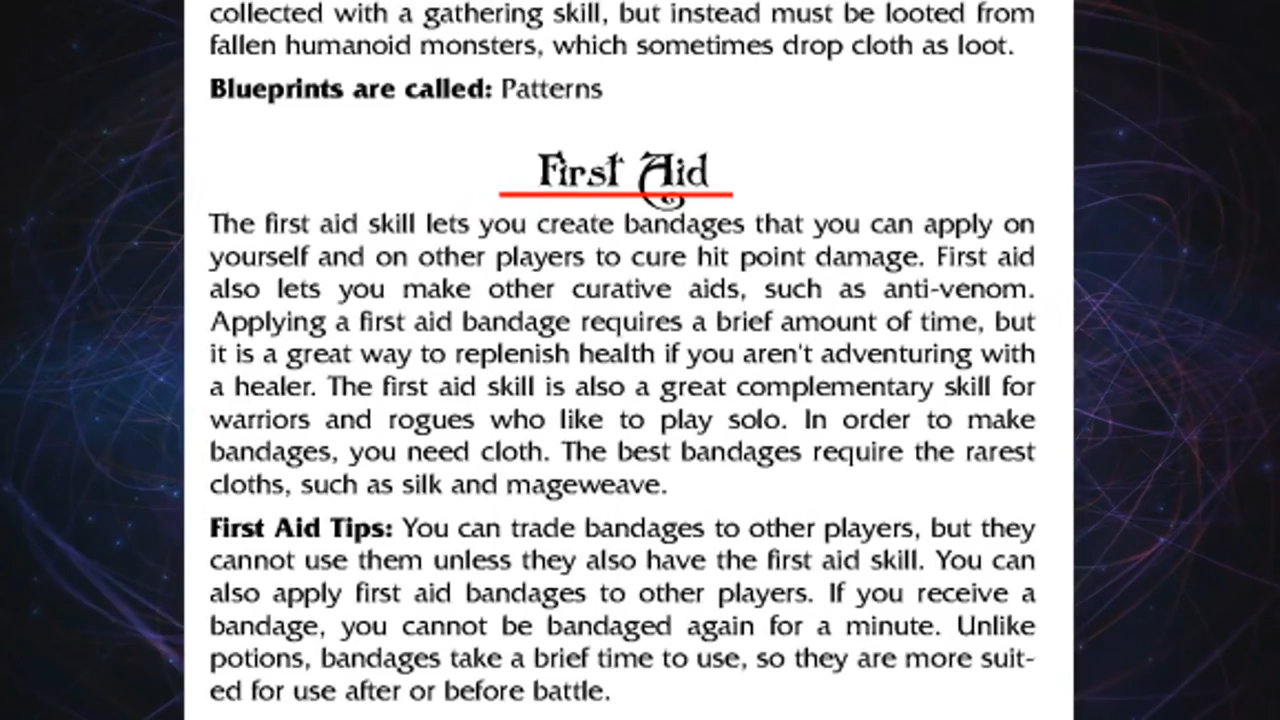 collected with a gathering skill, but instead must be looted from
fallen humanoid monsters, which sometimes drop cloth as loot.
Blueprints are called: Patterns
First Aid
The first aid skill lets you create bandages that you can apply on
yourself and on other players to cure hit point damage. First aid
also lets you make other curative aids, such as anti-venom.
Applying a first aid bandage requires a brief amount of time, but
it is a great way to replenish health if you aren't adventuring with
a healer. The first aid skill is also a great complementary skill for
warriors and rogues who like to play solo. In order to make
bandages, you need cloth. The best bandages require the rarest
cloths, such as silk and mageweave.
First Aid Tips: You can trade bandages to other players, but they
cannot use them unless they also have the first aid skill. You can
also apply first aid bandages to other players. If you receive a
bandage, you cannot be bandaged again for a minute. Unlike
potions, bandages take a brief time to use, so they are more suit-
ed for use after or before battle.